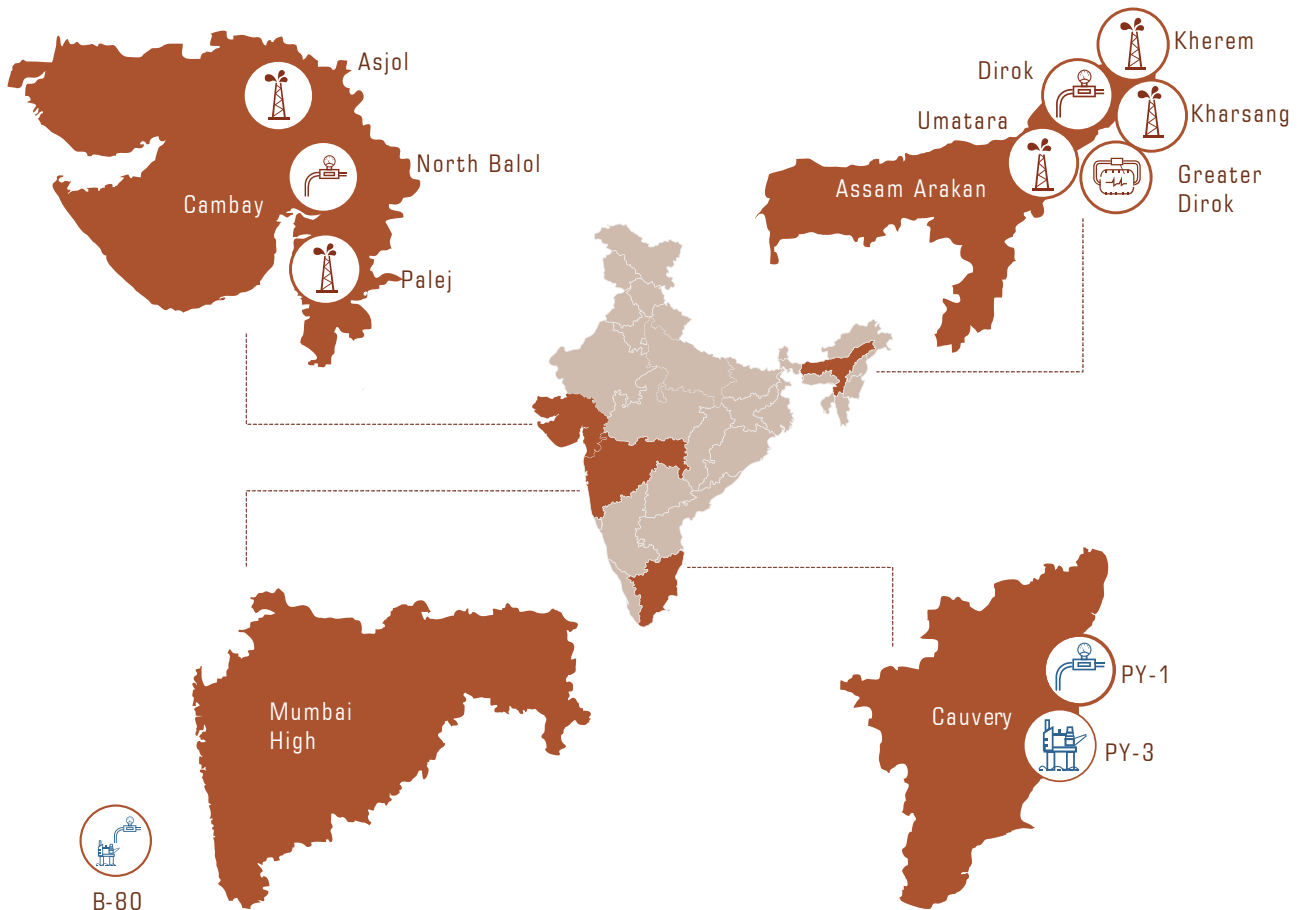 Asjol
North Balol
Cambay
Palej
Kherem
Dirok
Kharsang
Umatara
Assam Arakan
Greater
Dirok
Mumbai
High
B-80
PY-1
Cauvery
PY-3